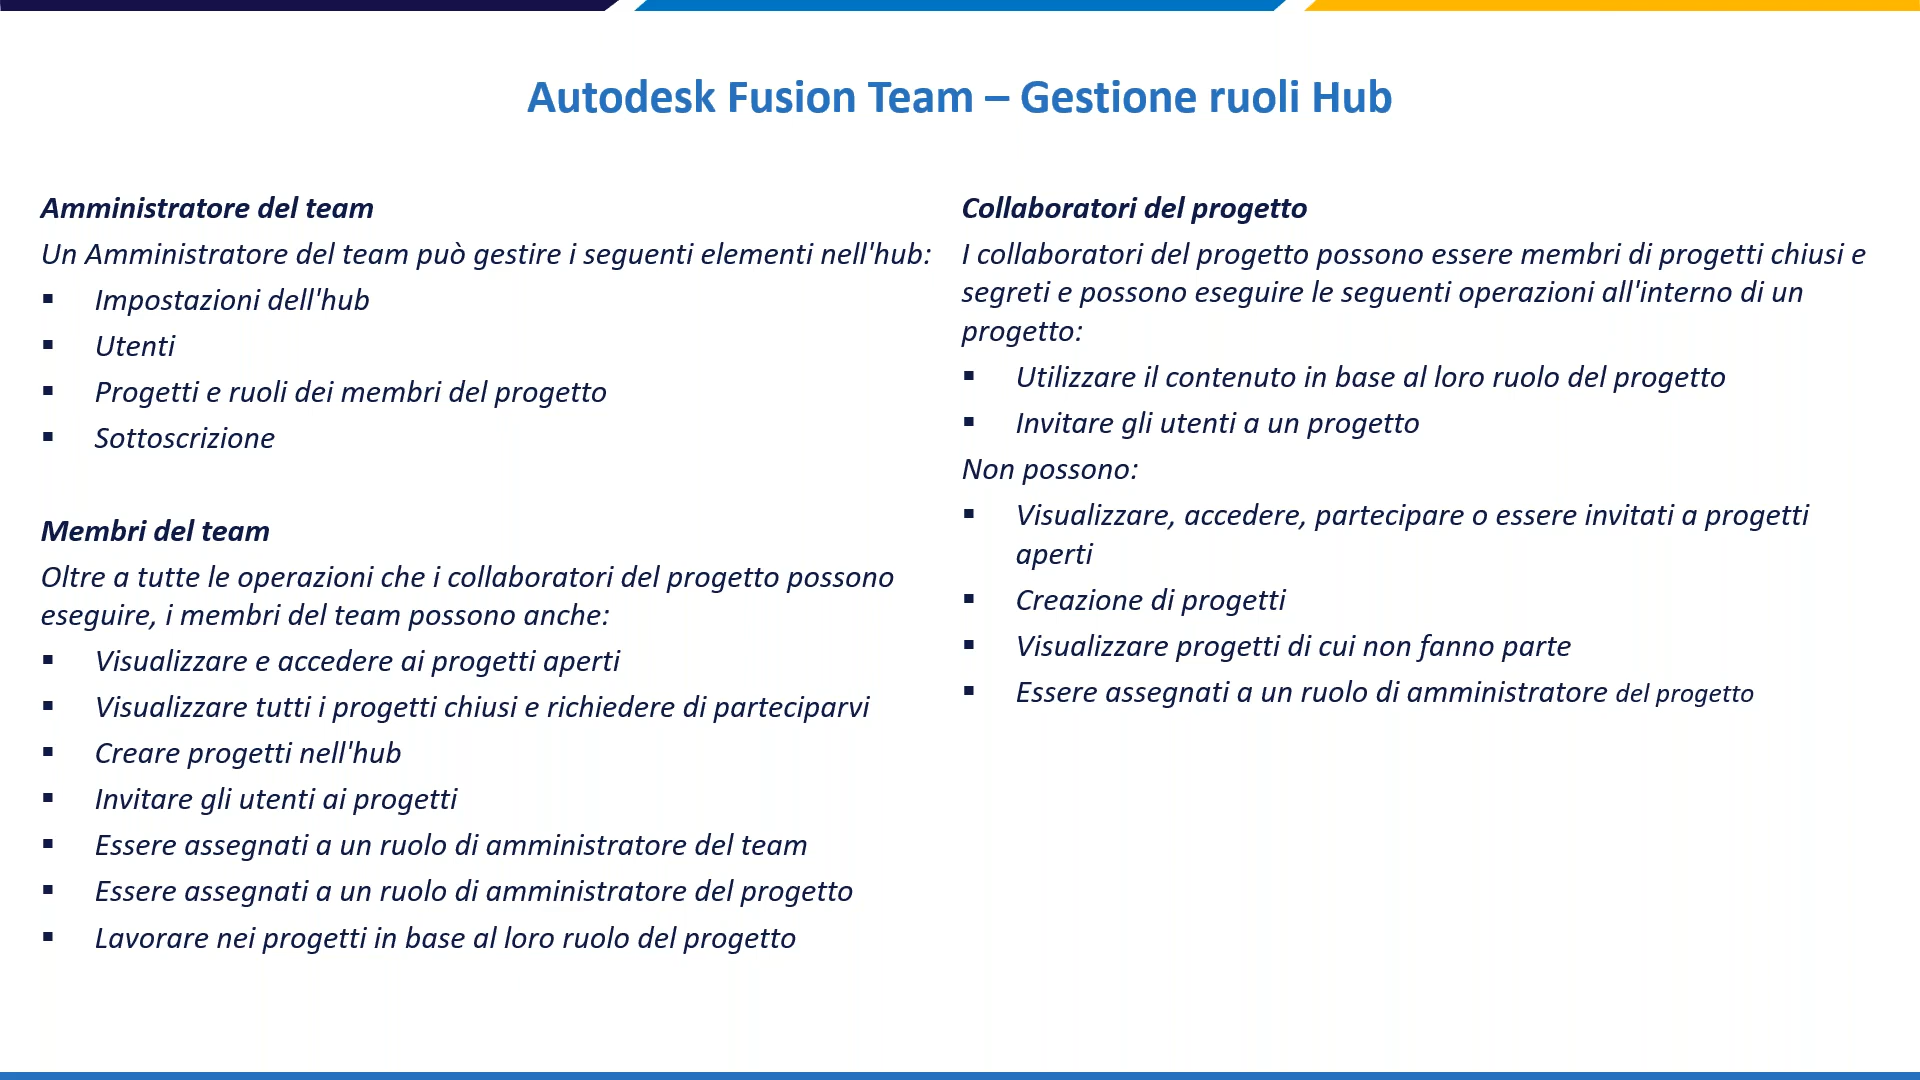 Autodesk Fusion Team – Gestione ruoli Hub
Amministratore del team
Un Amministratore del team può gestire i seguenti elementi nell'hub:
▪ Impostazioni dell'hub
▪ Utenti
▪ Progetti e ruoli dei membri del progetto
▪ Sottoscrizione
Membri del team
Oltre a tutte le operazioni che i collaboratori del progetto possono
eseguire, i membri del team possono anche:
▪ Visualizzare e accedere ai progetti aperti
▪ Visualizzare tutti i progetti chiusi e richiedere di parteciparvi
▪ Creare progetti nell'hub
▪ Invitare gli utenti ai progetti
▪ Essere assegnati a un ruolo di amministratore del team
▪ Essere assegnati a un ruolo di amministratore del progetto
▪ Lavorare nei progetti in base al loro ruolo del progetto
Collaboratori del progetto
I collaboratori del progetto possono essere membri di progetti chiusi e
segreti e possono eseguire le seguenti operazioni all'interno di un
progetto:
▪ Utilizzare il contenuto in base al loro ruolo del progetto
▪ Invitare gli utenti a un progetto
Non possono:
▪ Visualizzare, accedere, partecipare o essere invitati a progetti
aperti
▪ Creazione di progetti
▪ Visualizzare progetti di cui non fanno parte
▪ Essere assegnati a un ruolo di amministratore del progetto